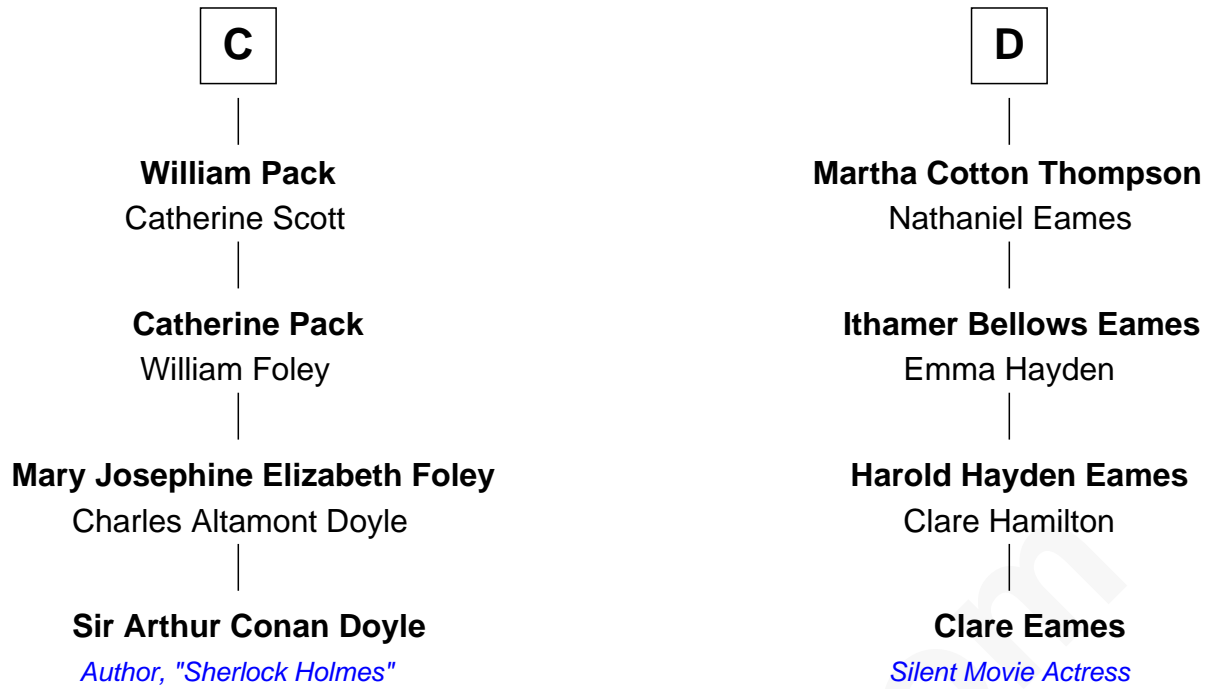 C
William Pack
Catherine Scott
Catherine Pack
William Foley
Mary Josephine Elizabeth Foley
Charles Altamont Doyle
Sir Arthur Conan Doyle
Author, "Sherlock Holmes"
D
Martha Cotton Thompson
Nathaniel Eames
Ithamer Bellows Eames
Emma Hayden
Harold Hayden Eames
Clare Hamilton
Clare Eames
Silent Movie Actress